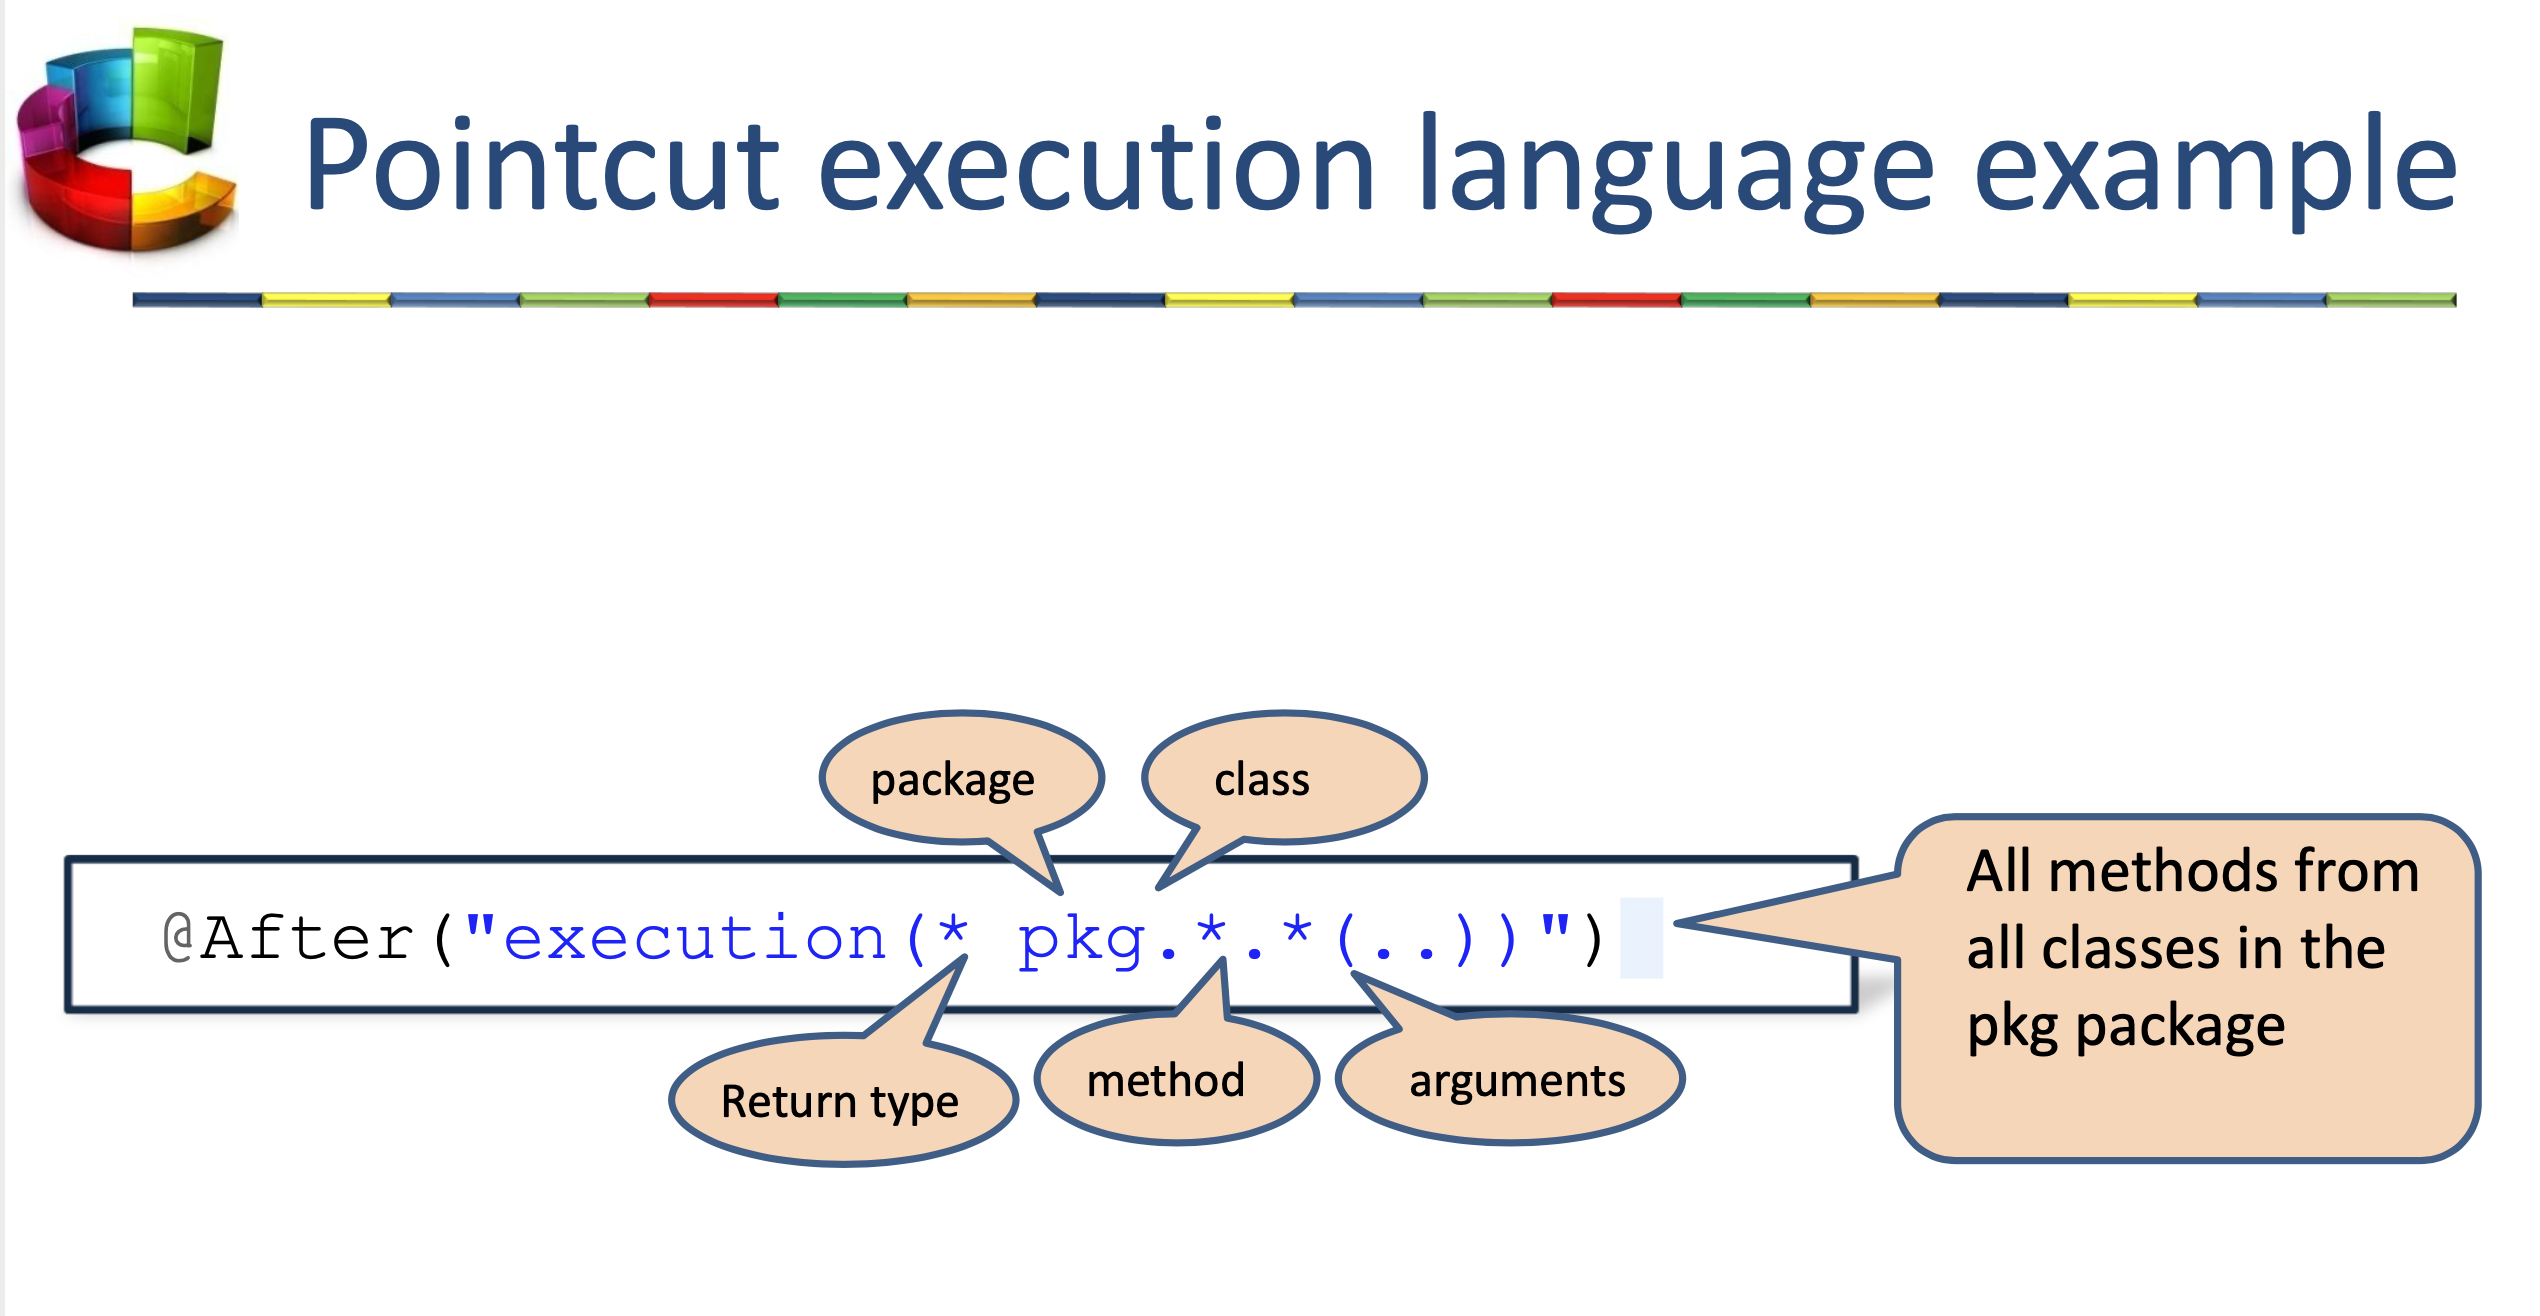 Pointcut execution language example
package
class
@After("execution(* pkg.*.*(..))")
All methods from
all classes in the
pkg package
Return type
method
arguments